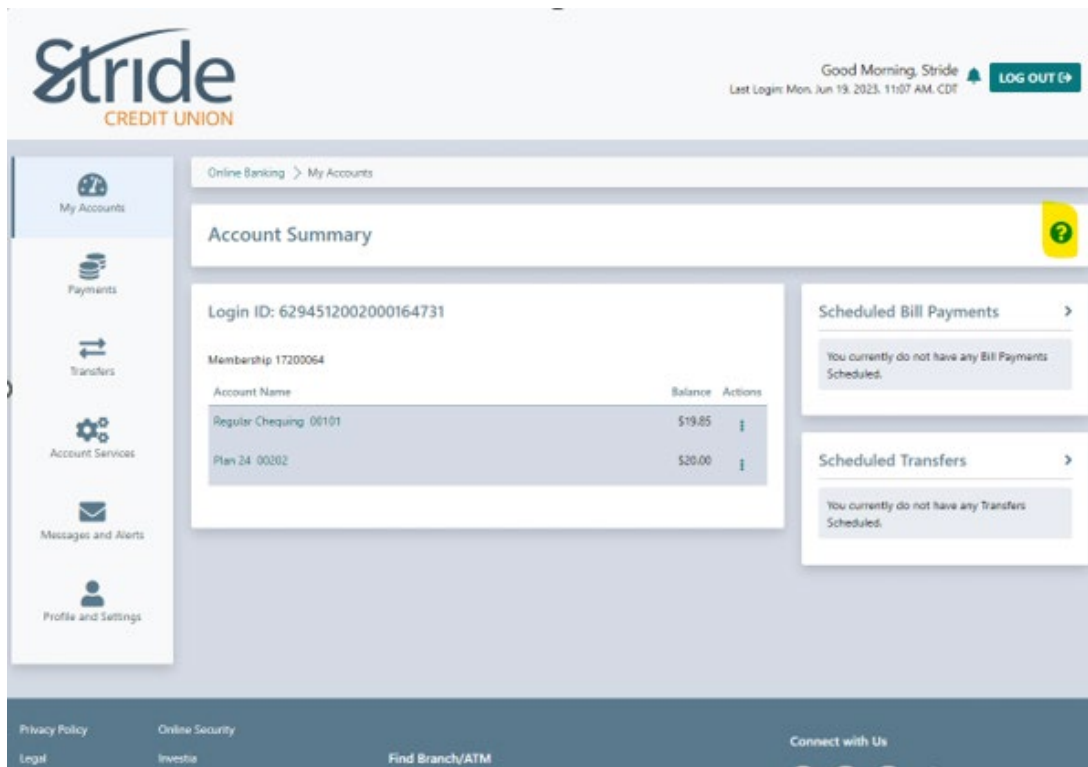 Stride
CREDIT UNION
Good Morning, Stride
Last Login: Mon. Jun 19. 2023. 11:07 AM. CDT
LOG OUT
My Accounts
Payments
Transfers
Account Services
Messages and Alerts
Profile and Settings
Online Banking > My Accounts
Account Summary
?
Login ID: 6294512002000164731
Membership 17200064
Account Name Balance Actions
Regular Chequing 00101 $19.85
Plan 24 00202 $20.00
Scheduled Bill Payments >
You currently do not have any Bill Payments
Scheduled.
Scheduled Transfers >
You currently do not have any Transfers
Scheduled.
Privacy Policy Online Security
Legal Investia
Find Branch/ATM
Connect with Us